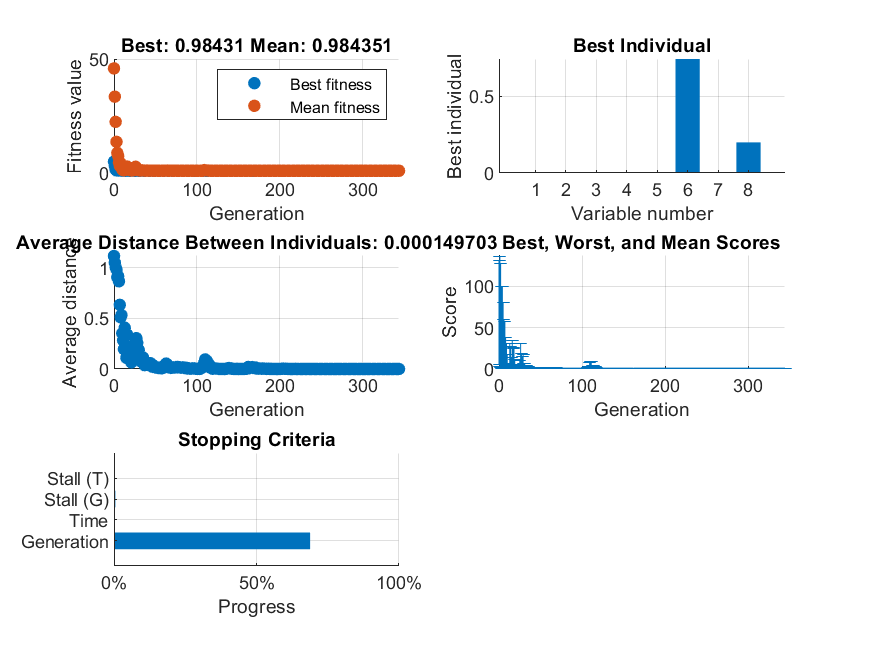 Best: 0.98431 Mean: 0.984351
Fitness value
50
0
Best fitness
Mean fitness
0 100 200 300
Generation
Best Individual
Best individual
0.5
0
1 2 3 4 5 6 7 8
Variable number
Average Distance Between Individuals: 0.000149703
Average distance
1
0.5
0
0 100 200 300
Generation
Best, Worst, and Mean Scores
Score
100
50
0
0 100 200 300
Generation
Stopping Criteria
Stall (T)
Stall (G)
Time
Generation
0% 50% 100%
Progress